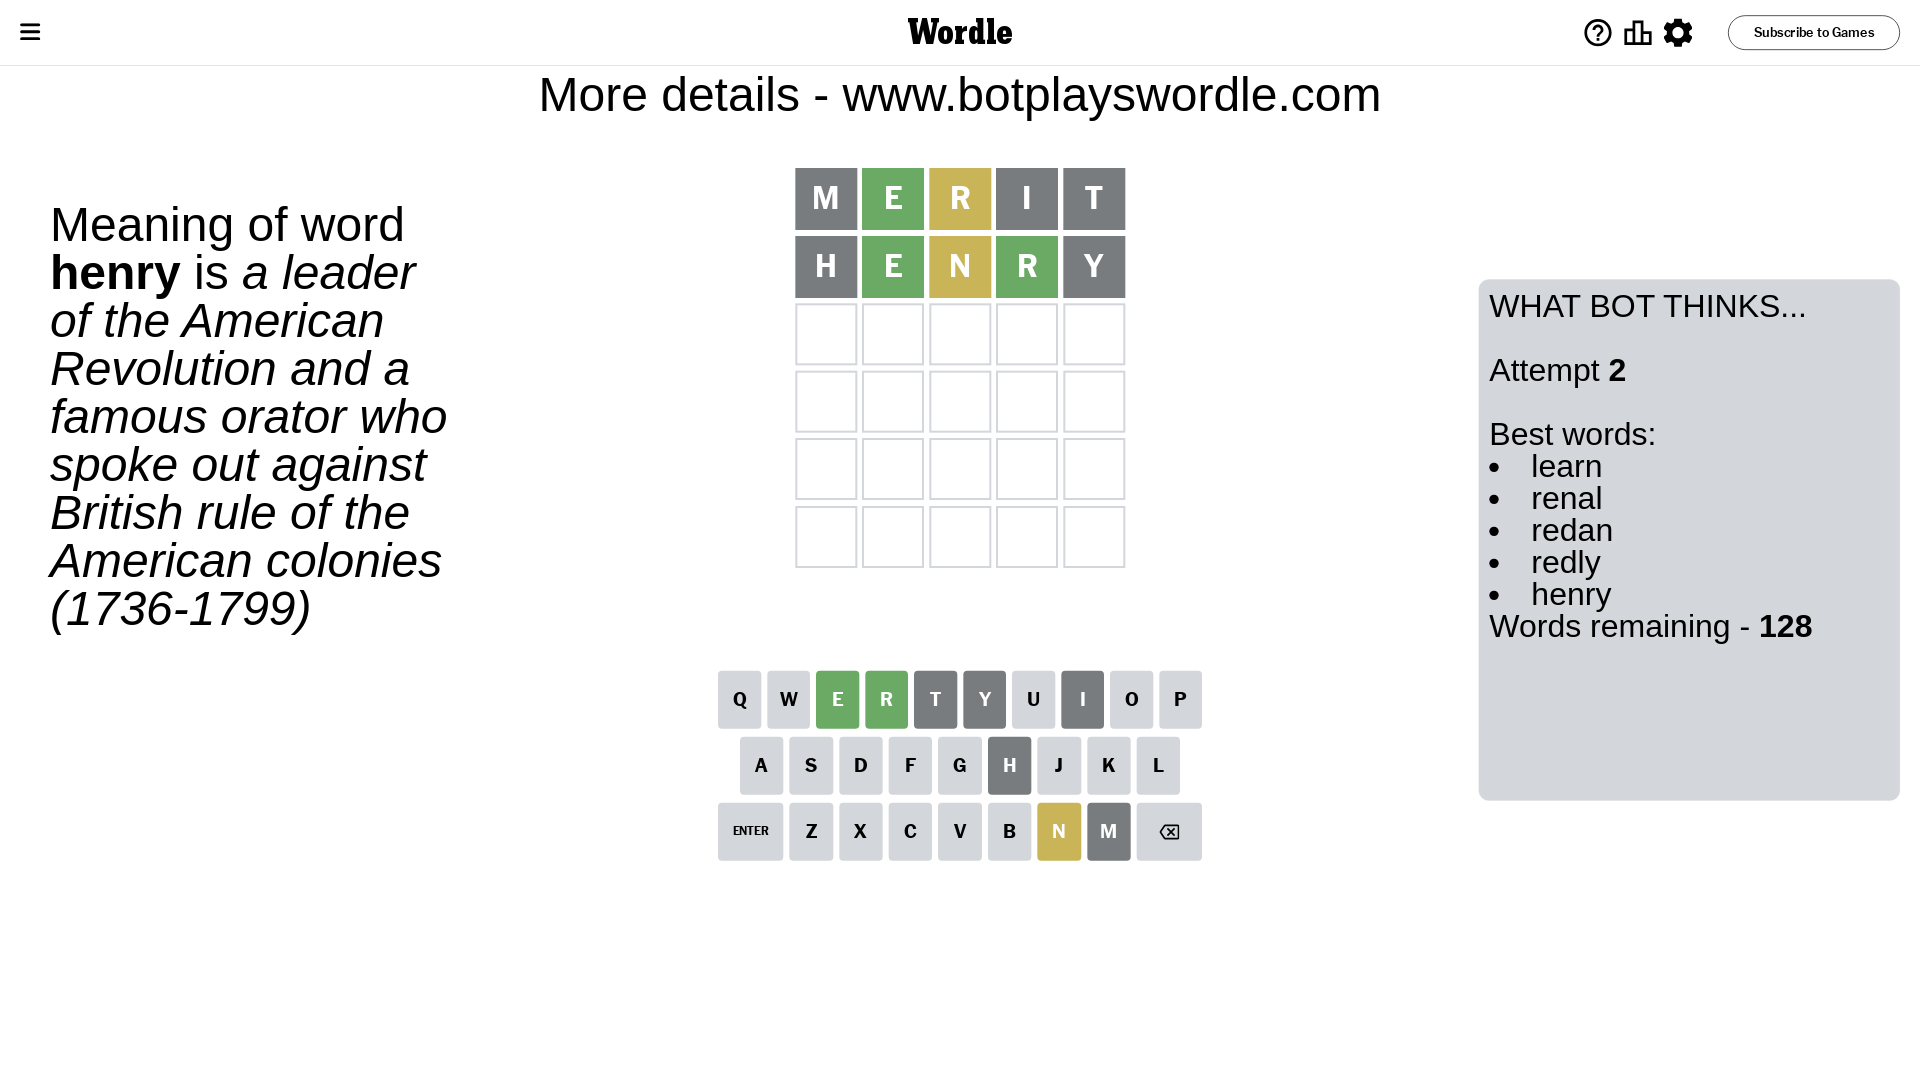 Wordle
Subscribe to Games
More details - www.botplayswordle.com
Meaning of word
henry is a leader
of the American
Revolution and a
famous orator who
spoke out against
British rule of the
American colonies
(1736-1799)
M E R I T
H E N R Y
WHAT BOT THINKS...
Attempt 2
Best words:
• learn
• renal
• redan
• redly
• henry
Words remaining - 128
Q W E R T Y U I O P
A S D F G H J K L
ENTER Z X C V B N M